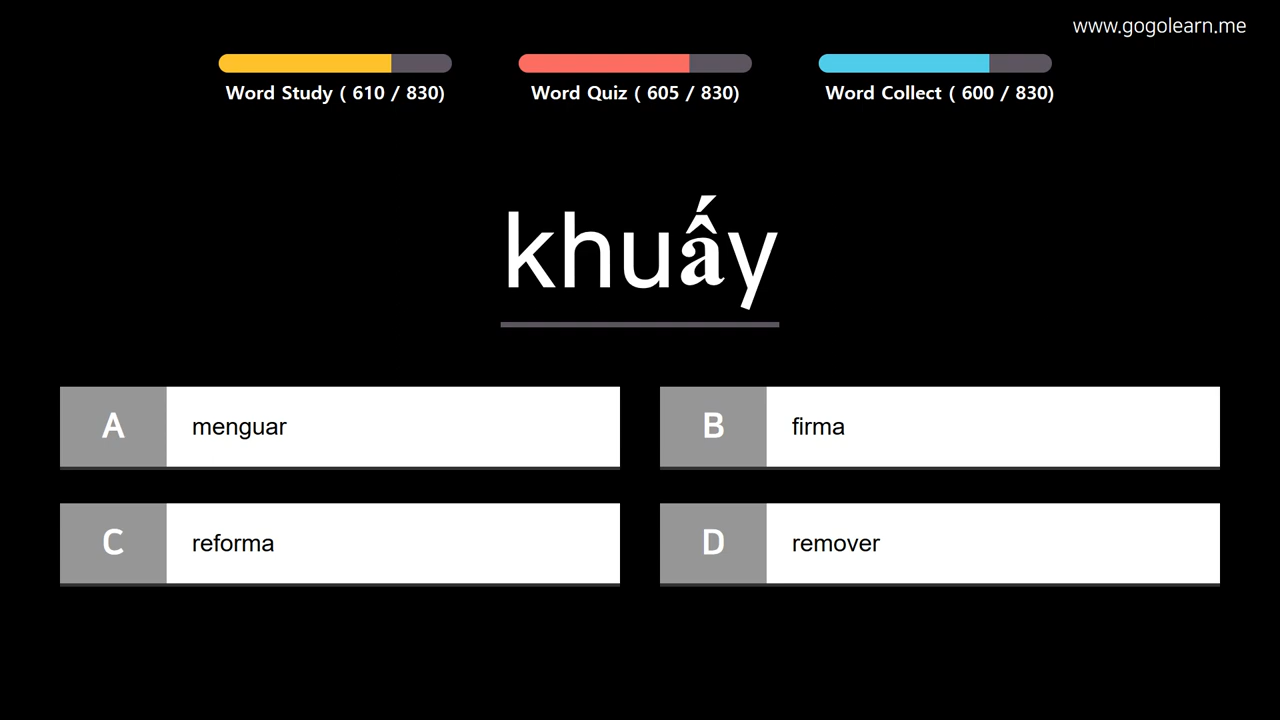 www.gogolearn.me
Word Study ( 610 / 830)
Word Quiz ( 605 / 830)
Word Collect ( 600 / 830)
khuấy
A menguar
B firma
C reforma
D remover